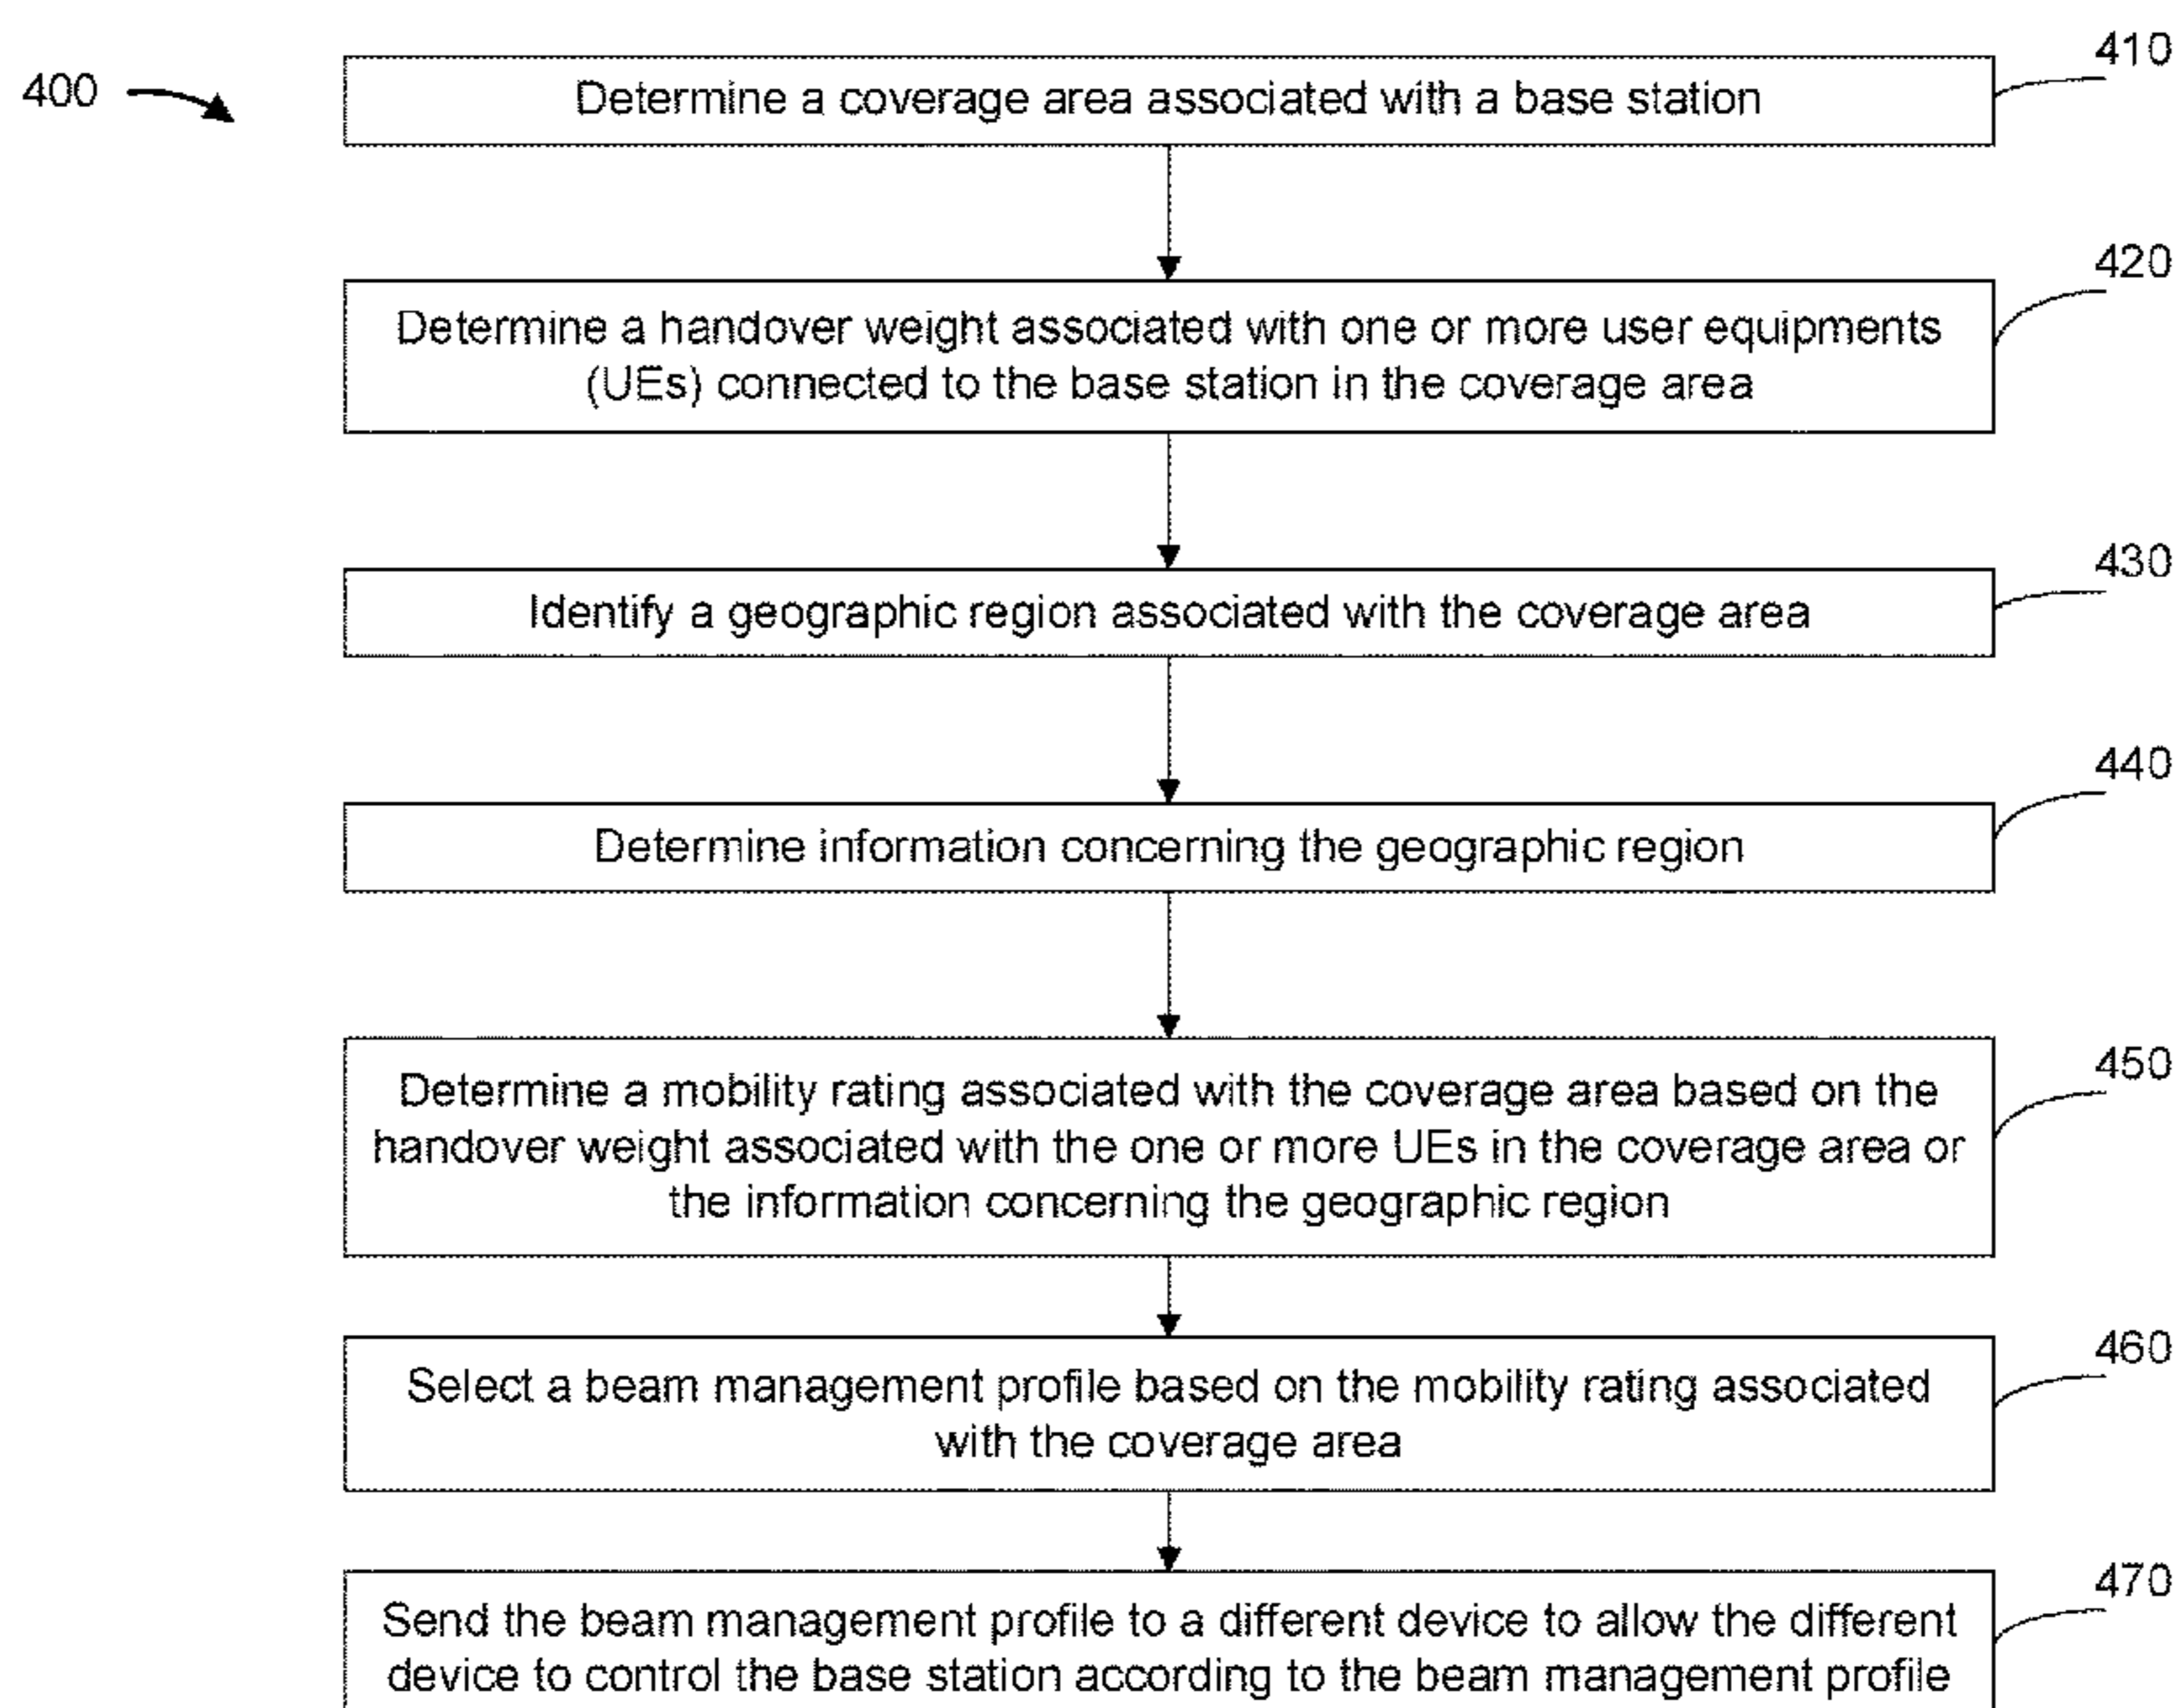 400
410
Determine a coverage area associated with a base station
420
Determine a handover weight associated with one or more user equipments
(UEs) connected to the base station in the coverage area
430
Identify a geographic region associated with the coverage area
440
Determine information concerning the geographic region
450
Determine a mobility rating associated with the coverage area based on the
handover weight associated with the one or more UEs in the coverage area or
the information concerning the geographic region
460
Select a beam management profile based on the mobility rating associated
with the coverage area
470
Send the beam management profile to a different device to allow the different
device to control the base station according to the beam management profile